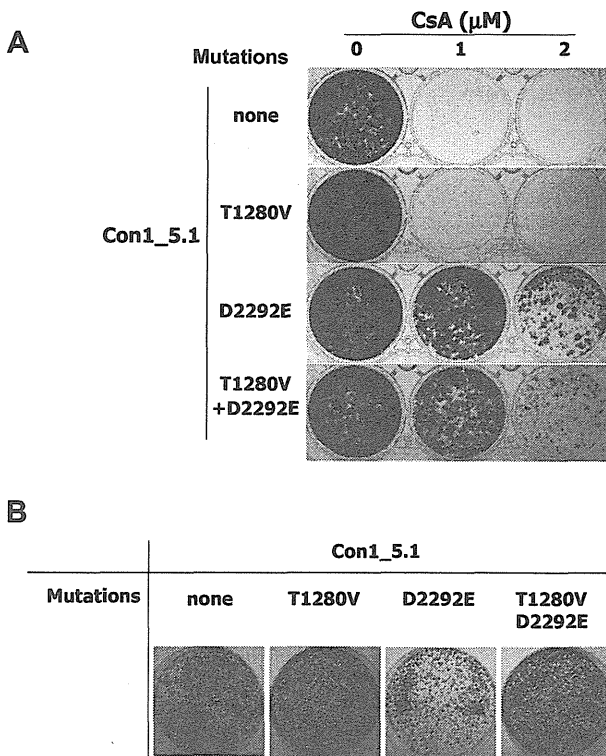 A
CsA (μM)
Mutations 0 1 2
none
T1280V
Con1_5.1
D2292E
T1280V
+D2292E
B
Con1_5.1
Mutations none T1280V D2292E T1280V
D2292E